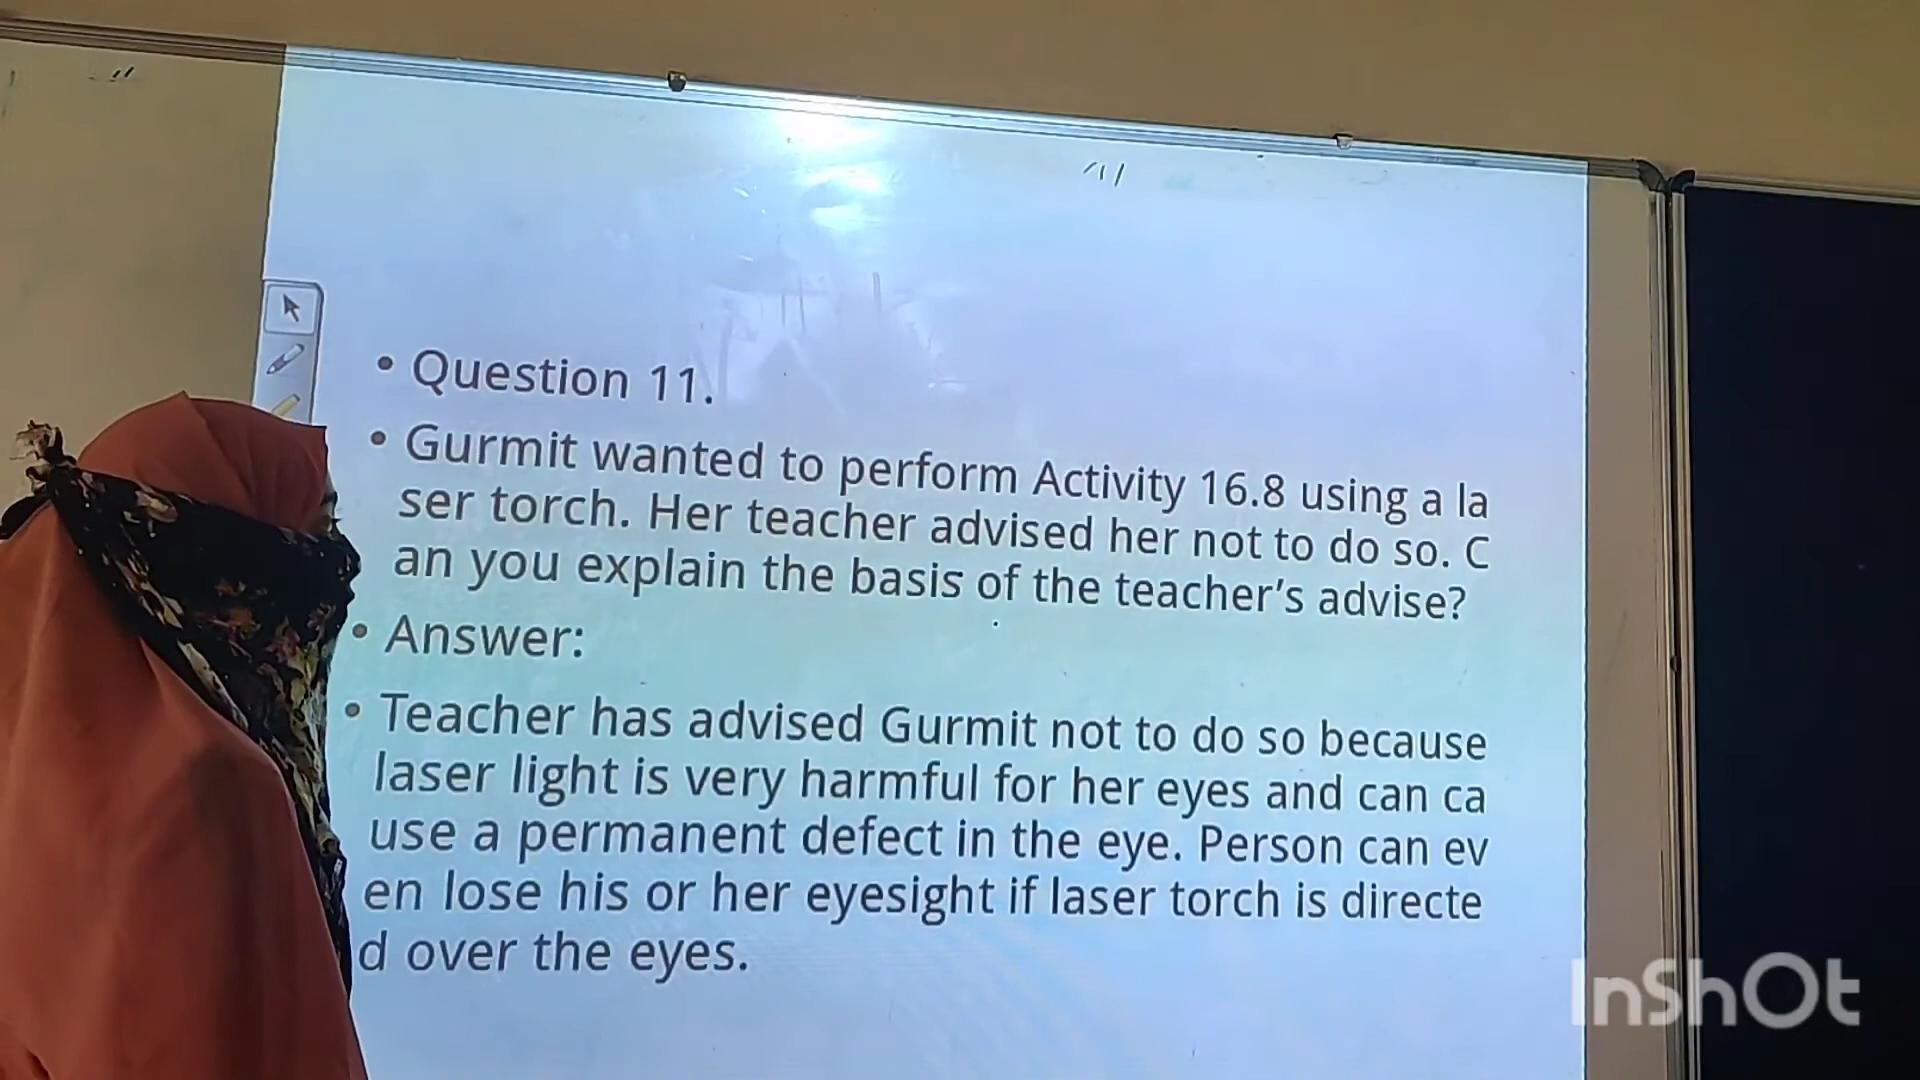 • Question 11.
• Gurmit wanted to perform Activity 16.8 using a la
ser torch. Her teacher advised her not to do so. C
an you explain the basis of the teacher's advise?
• Answer:
• Teacher has advised Gurmit not to do so because
laser light is very harmful for her eyes and can ca
use a permanent defect in the eye. Person can ev
en lose his or her eyesight if laser torch is directe
d over the eyes.
InShOt